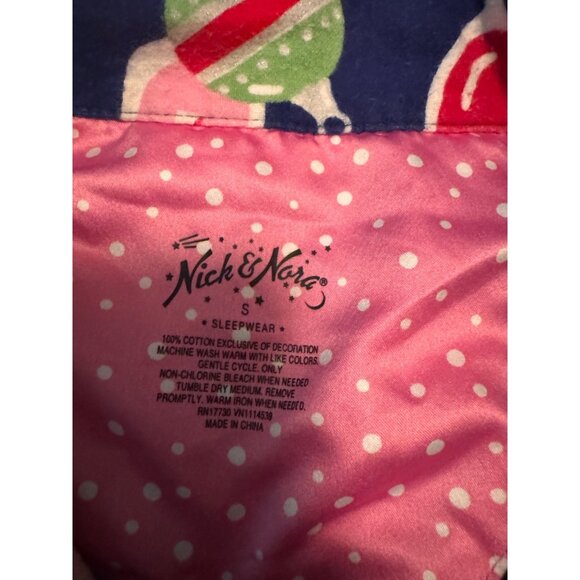 Nick & Nora®
S
* SLEEPWEAR *
100% COTTON EXCLUSIVE OF DECORATION
MACHINE WASH WARM WITH LIKE COLORS.
GENTLE CYCLE. ONLY
NON-CHLORINE BLEACH WHEN NEEDED
TUMBLE DRY MEDIUM. REMOVE
PROMPTLY. WARM IRON WHEN NEEDED.
RN17730 VN1114539
MADE IN CHINA